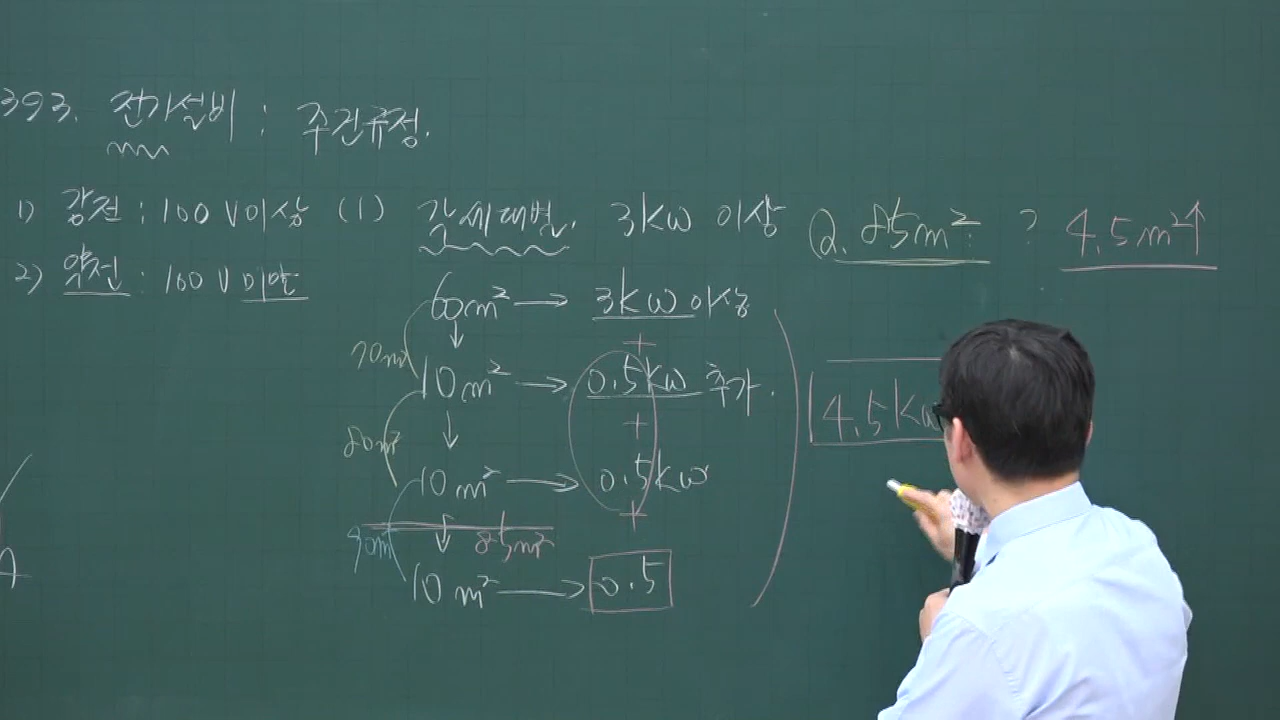 393. 전기설비 : 주건규정.
1) 강전 : 100 V 이상 (1) 각 세대별. 3kw 이상 Q. 85m² ? 4.5m²↑
2) 약전 : 100 V 미만
60m² → 3kw 이상
+
70m²
↓
10m² → 0.5kw 추가.
+
80m²
↓
10m² → 0.5kw
+
90m²
↓ 85m²
10m² → 0.5
4.5kw
A